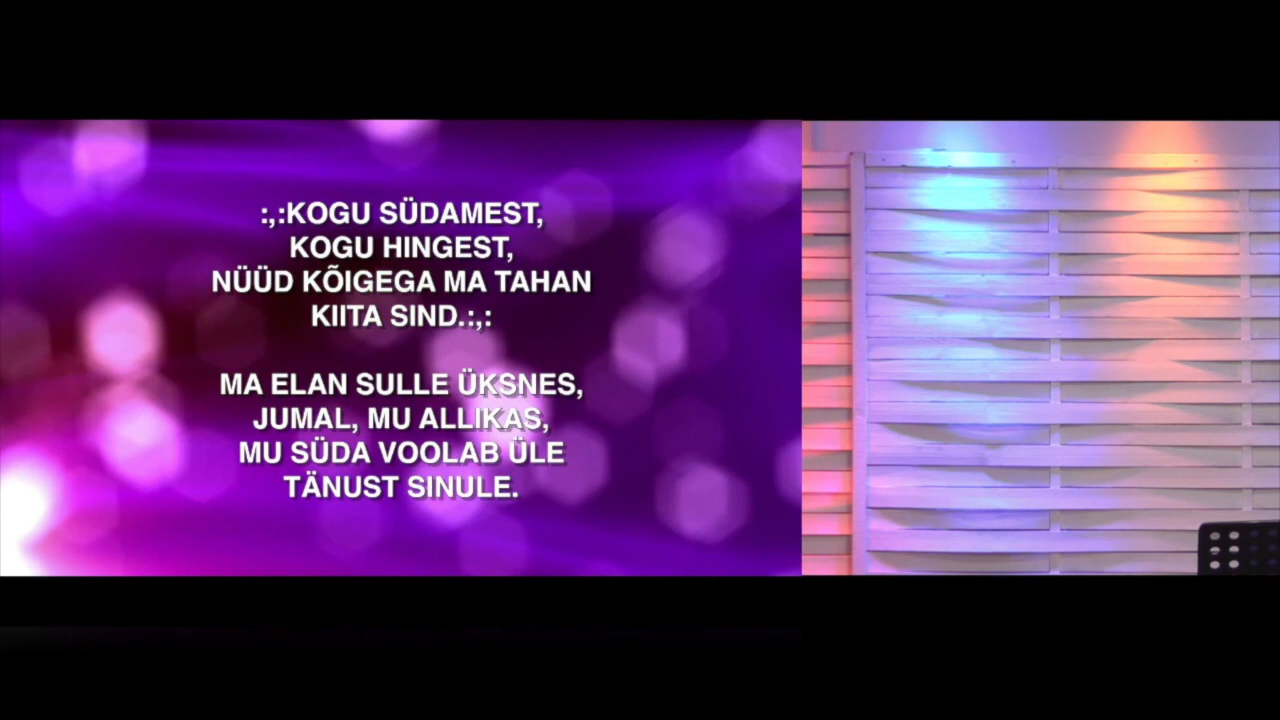 :,:KOGU SÜDAMEST,
KOGU HINGEST,
NÜÜD KÕIGEGA MA TAHAN
KIITA SIND.:,:
MA ELAN SULLE ÜKSNES,
JUMAL, MU ALLIKAS,
MU SÜDA VOOLAB ÜLE
TÄNUST SINULE.